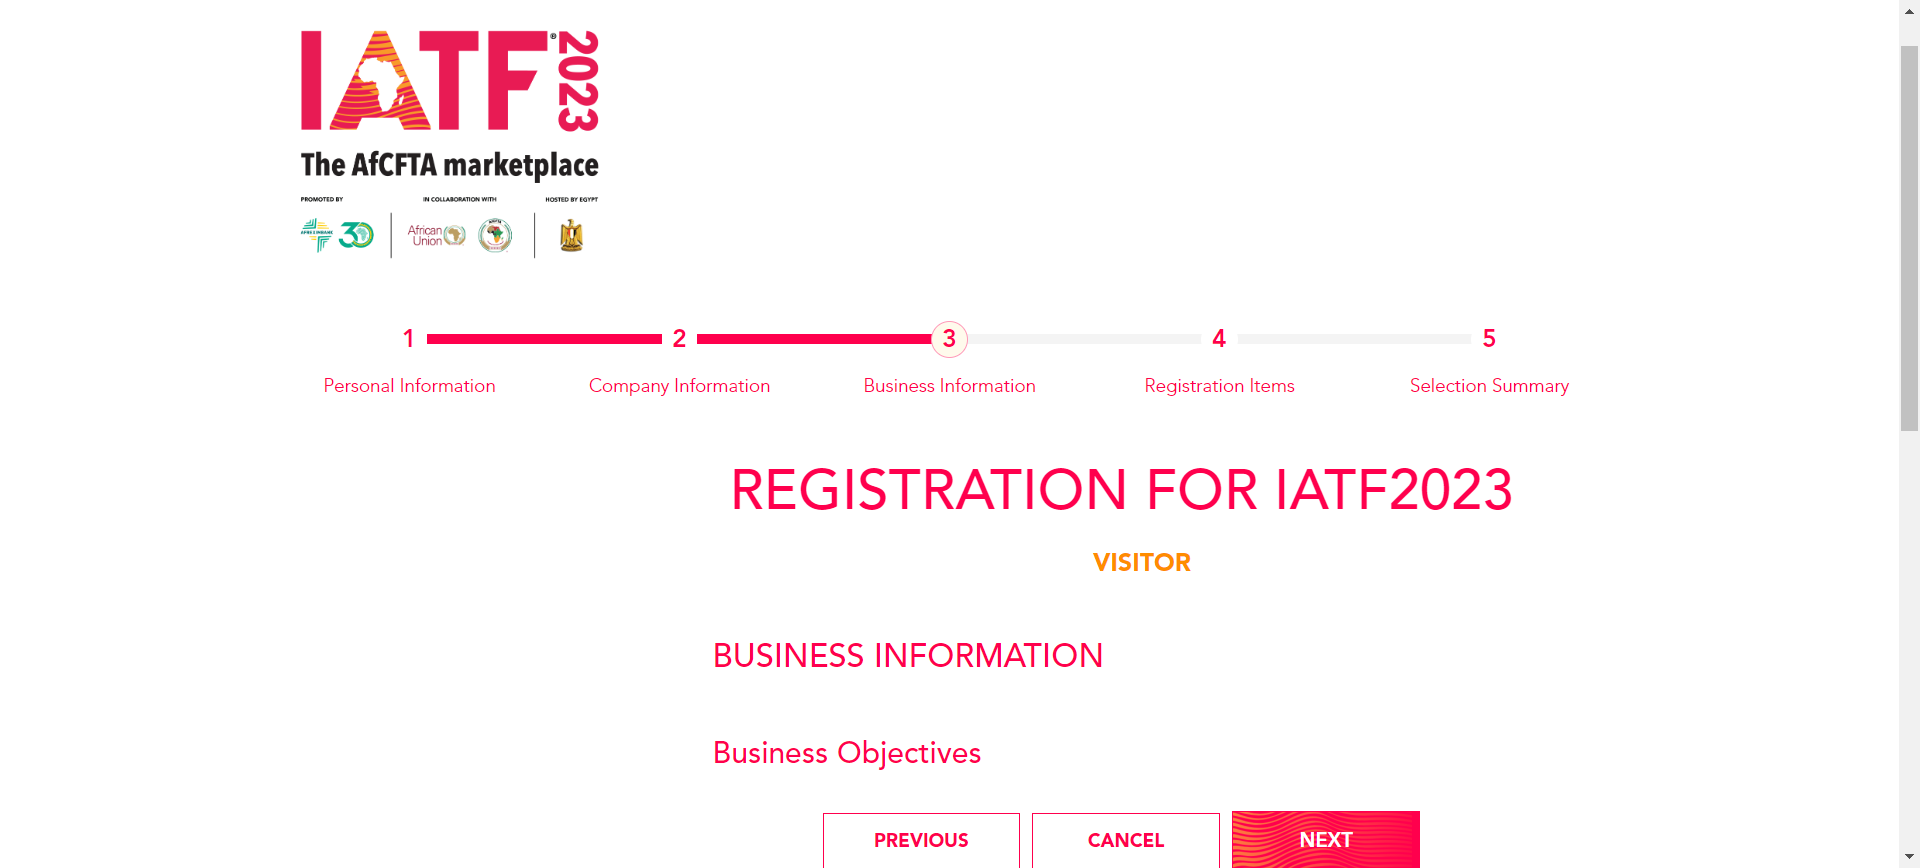 IATF® 2023
The AfCFTA marketplace
PROMOTED BY
IN COLLABORATION WITH
HOSTED BY EGYPT
AFREXIMBANK
30
African
Union
AfCFTA
1
2
3
4
5
Personal Information
Company Information
Business Information
Registration Items
Selection Summary
REGISTRATION FOR IATF2023
VISITOR
BUSINESS INFORMATION
Business Objectives
PREVIOUS
CANCEL
NEXT